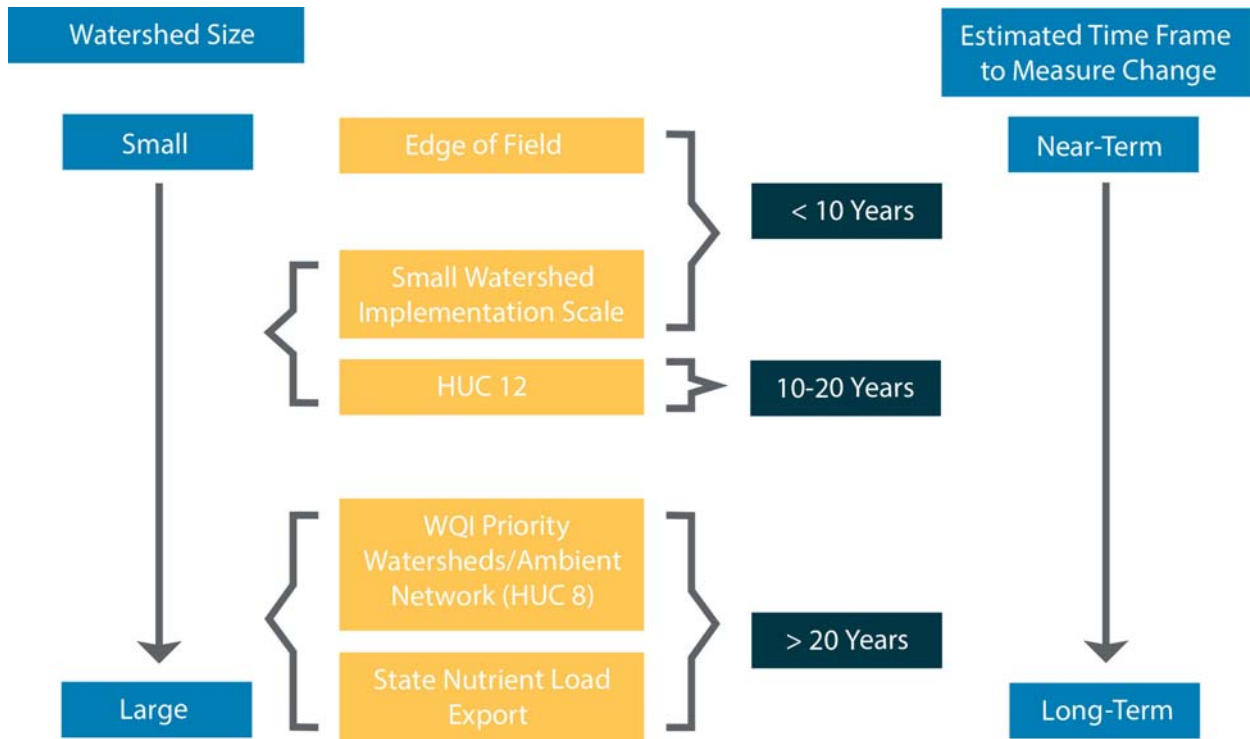 Watershed Size
Estimated Time Frame
to Measure Change
Small
Edge of Field
Near-Term
< 10 Years
Small Watershed
Implementation Scale
HUC 12
10-20 Years
WQI Priority
Watersheds/Ambient
Network (HUC 8)
> 20 Years
State Nutrient Load
Export
Large
Long-Term